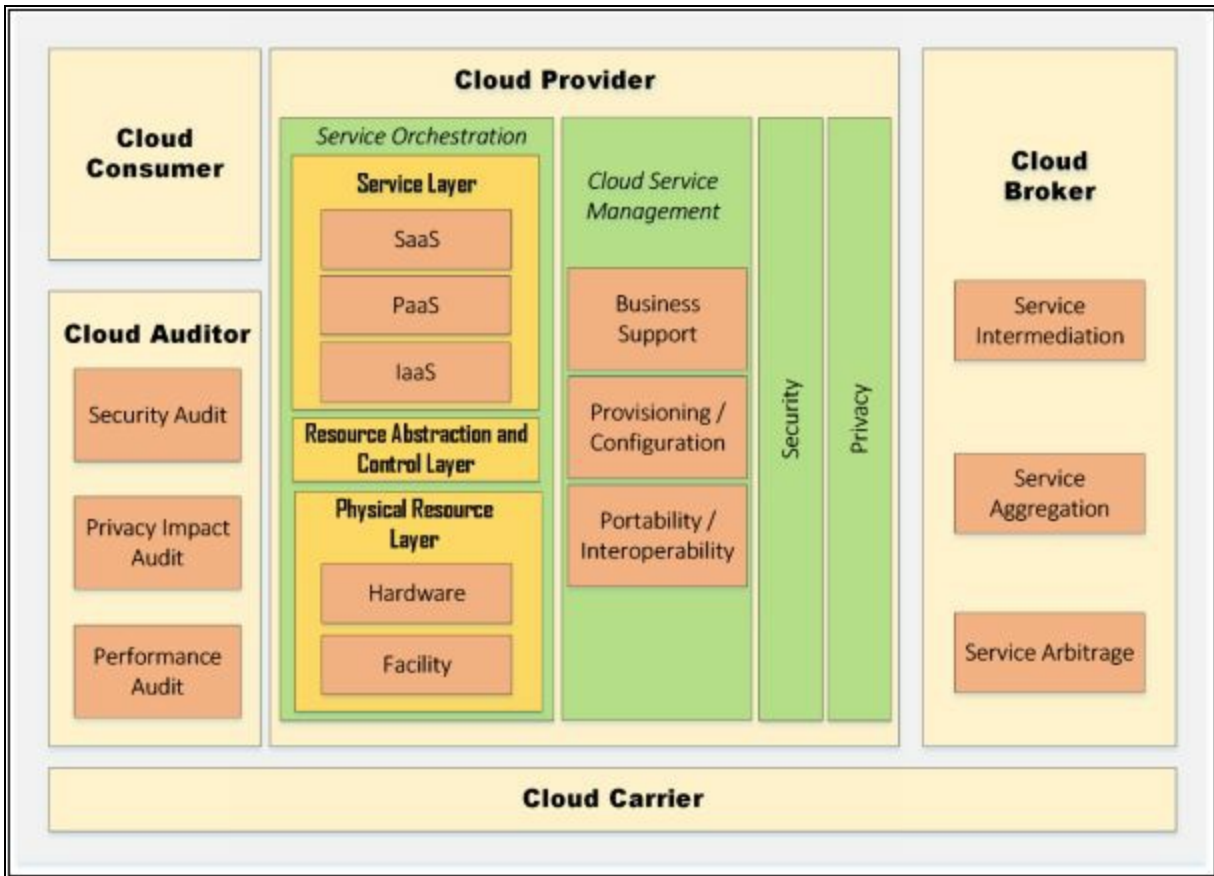 Cloud
Consumer
Cloud Auditor
Security Audit
Privacy Impact
Audit
Performance
Audit
Cloud Provider
Service Orchestration
Service Layer
SaaS
PaaS
IaaS
Resource Abstraction and
Control Layer
Physical Resource
Layer
Hardware
Facility
Cloud Service
Management
Business
Support
Provisioning /
Configuration
Portability /
Interoperability
Security
Privacy
Cloud
Broker
Service
Intermediation
Service
Aggregation
Service Arbitrage
Cloud Carrier